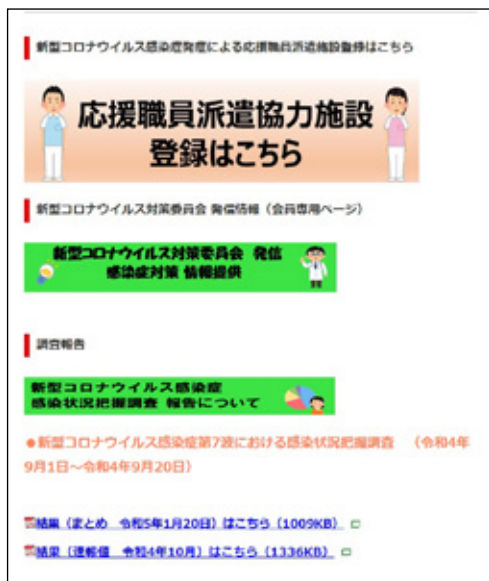 新型コロナウイルス感染症発症による応援職員派遣施設登録はこちら
応援職員派遣協力施設
登録はこちら
新型コロナウイルス対策委員会 発信情報（会員専用ページ）
新型コロナウイルス対策委員会 発信
感染症対策 情報提供
調査報告
新型コロナウイルス感染症
感染状況把握調査 報告について
●新型コロナウイルス感染症第7波における感染状況把握調査　（令和4年
9月1日～令和4年9月20日）
結果（まとめ　令和5年1月20日）はこちら（1009KB）
結果（速報値　令和4年10月）はこちら（1336KB）